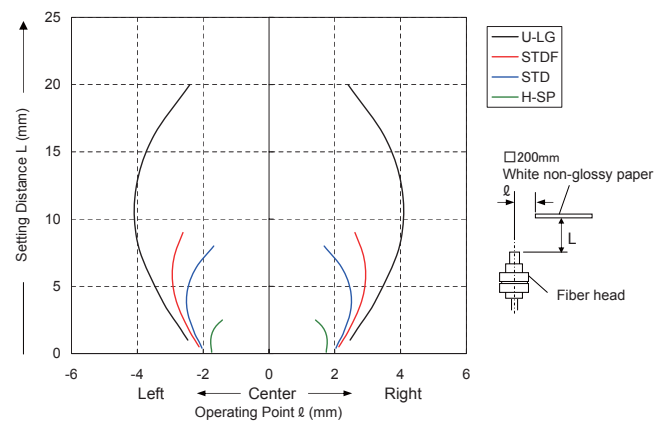 Setting Distance L (mm)
25
20
15
10
5
0
-6
-4
-2
0
2
4
6
Left
Center
Right
Operating Point ℓ (mm)
U-LG
STDF
STD
H-SP
□200mm
White non-glossy paper
ℓ
L
Fiber head